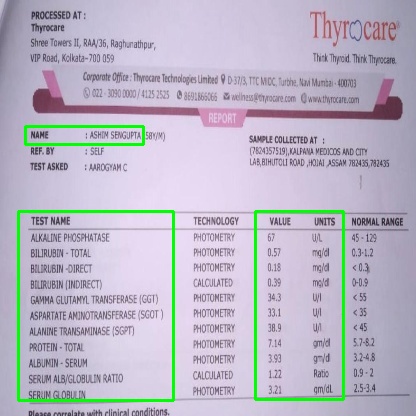 PROCESSED AT :
Thyrocare
Shree Towers II, RAA/36, Raghunathpur,
VIP Road, Kolkata-700 059
Thyrocare
Think Thyroid. Think Thyrocare.
Corporate Office : Thyrocare Technologies Limited D-37/3, TTC MIDC, Turbhe, Navi Mumbai - 400703
022 - 3090 0000 / 4125 2525 8691866066 wellness@thyrocare.com www.thyrocare.com
REPORT
NAME : ASHIM SENGUPTA (58Y/M)
REF. BY : SELF
TEST ASKED : AAROGYAM C
SAMPLE COLLECTED AT :
(7824357519),KALPANA MEDICOS AND CITY
LAB,BIHUTOLI ROAD ,HOJAI ,ASSAM 782435,782435
TEST NAME TECHNOLOGY VALUE UNITS NORMAL RANGE
ALKALINE PHOSPHATASE PHOTOMETRY 67 U/L 45 - 129
BILIRUBIN - TOTAL PHOTOMETRY 0.57 mg/dl 0.3-1.2
BILIRUBIN -DIRECT PHOTOMETRY 0.18 mg/dl < 0.3
BILIRUBIN (INDIRECT) CALCULATED 0.39 mg/dl 0-0.9
GAMMA GLUTAMYL TRANSFERASE (GGT) PHOTOMETRY 34.3 U/l < 55
ASPARTATE AMINOTRANSFERASE (SGOT ) PHOTOMETRY 33.1 U/l < 35
ALANINE TRANSAMINASE (SGPT) PHOTOMETRY 38.9 U/l < 45
PROTEIN - TOTAL PHOTOMETRY 7.14 gm/dl 5.7-8.2
ALBUMIN - SERUM PHOTOMETRY 3.93 gm/dl 3.2-4.8
SERUM ALB/GLOBULIN RATIO CALCULATED 1.22 Ratio 0.9 - 2
SERUM GLOBULIN PHOTOMETRY 3.21 gm/dL 2.5-3.4
Please correlate with clinical conditions.